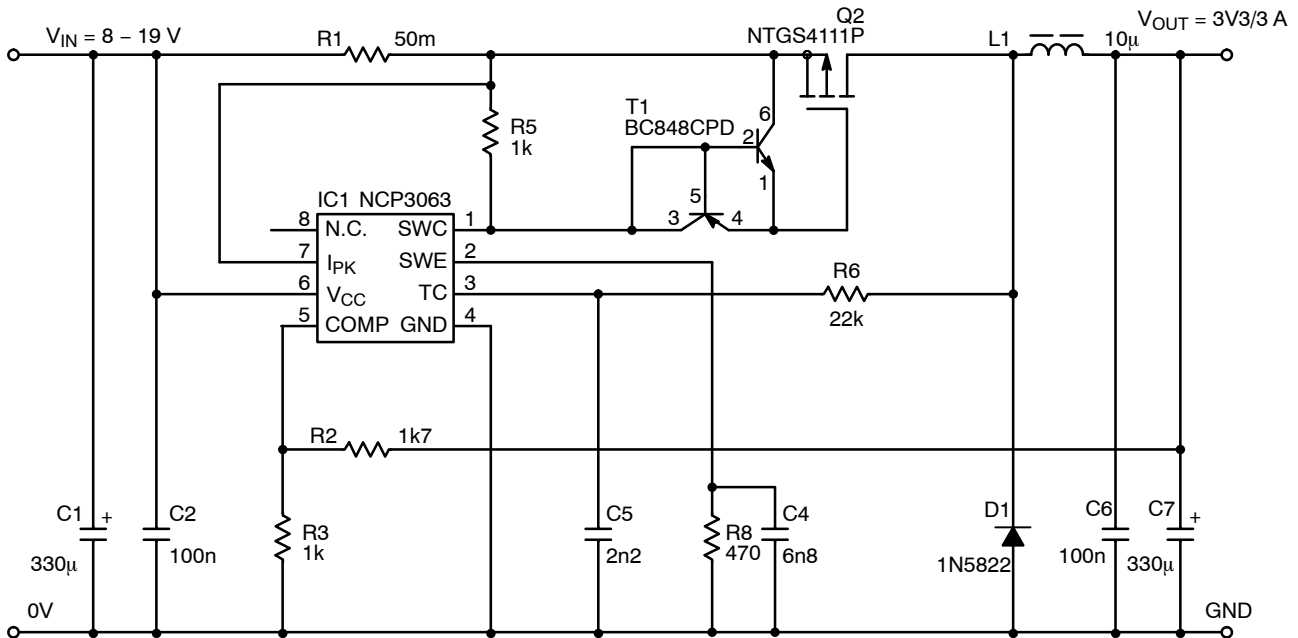 V_IN = 8 – 19 V
R1 50m
Q2
NTGS4111P
L1
10μ
V_OUT = 3V3/3 A
R5
1k
T1
BC848CPD
6
2
1
5
3 4
IC1 NCP3063
8 N.C. SWC 1
7 I_PK SWE 2
6 V_CC TC 3
5 COMP GND 4
R6
22k
R2 1k7
C1 +
330μ
C2
100n
R3
1k
C5
2n2
R8
470
C4
6n8
D1
1N5822
C6
100n
C7 +
330μ
0V
GND